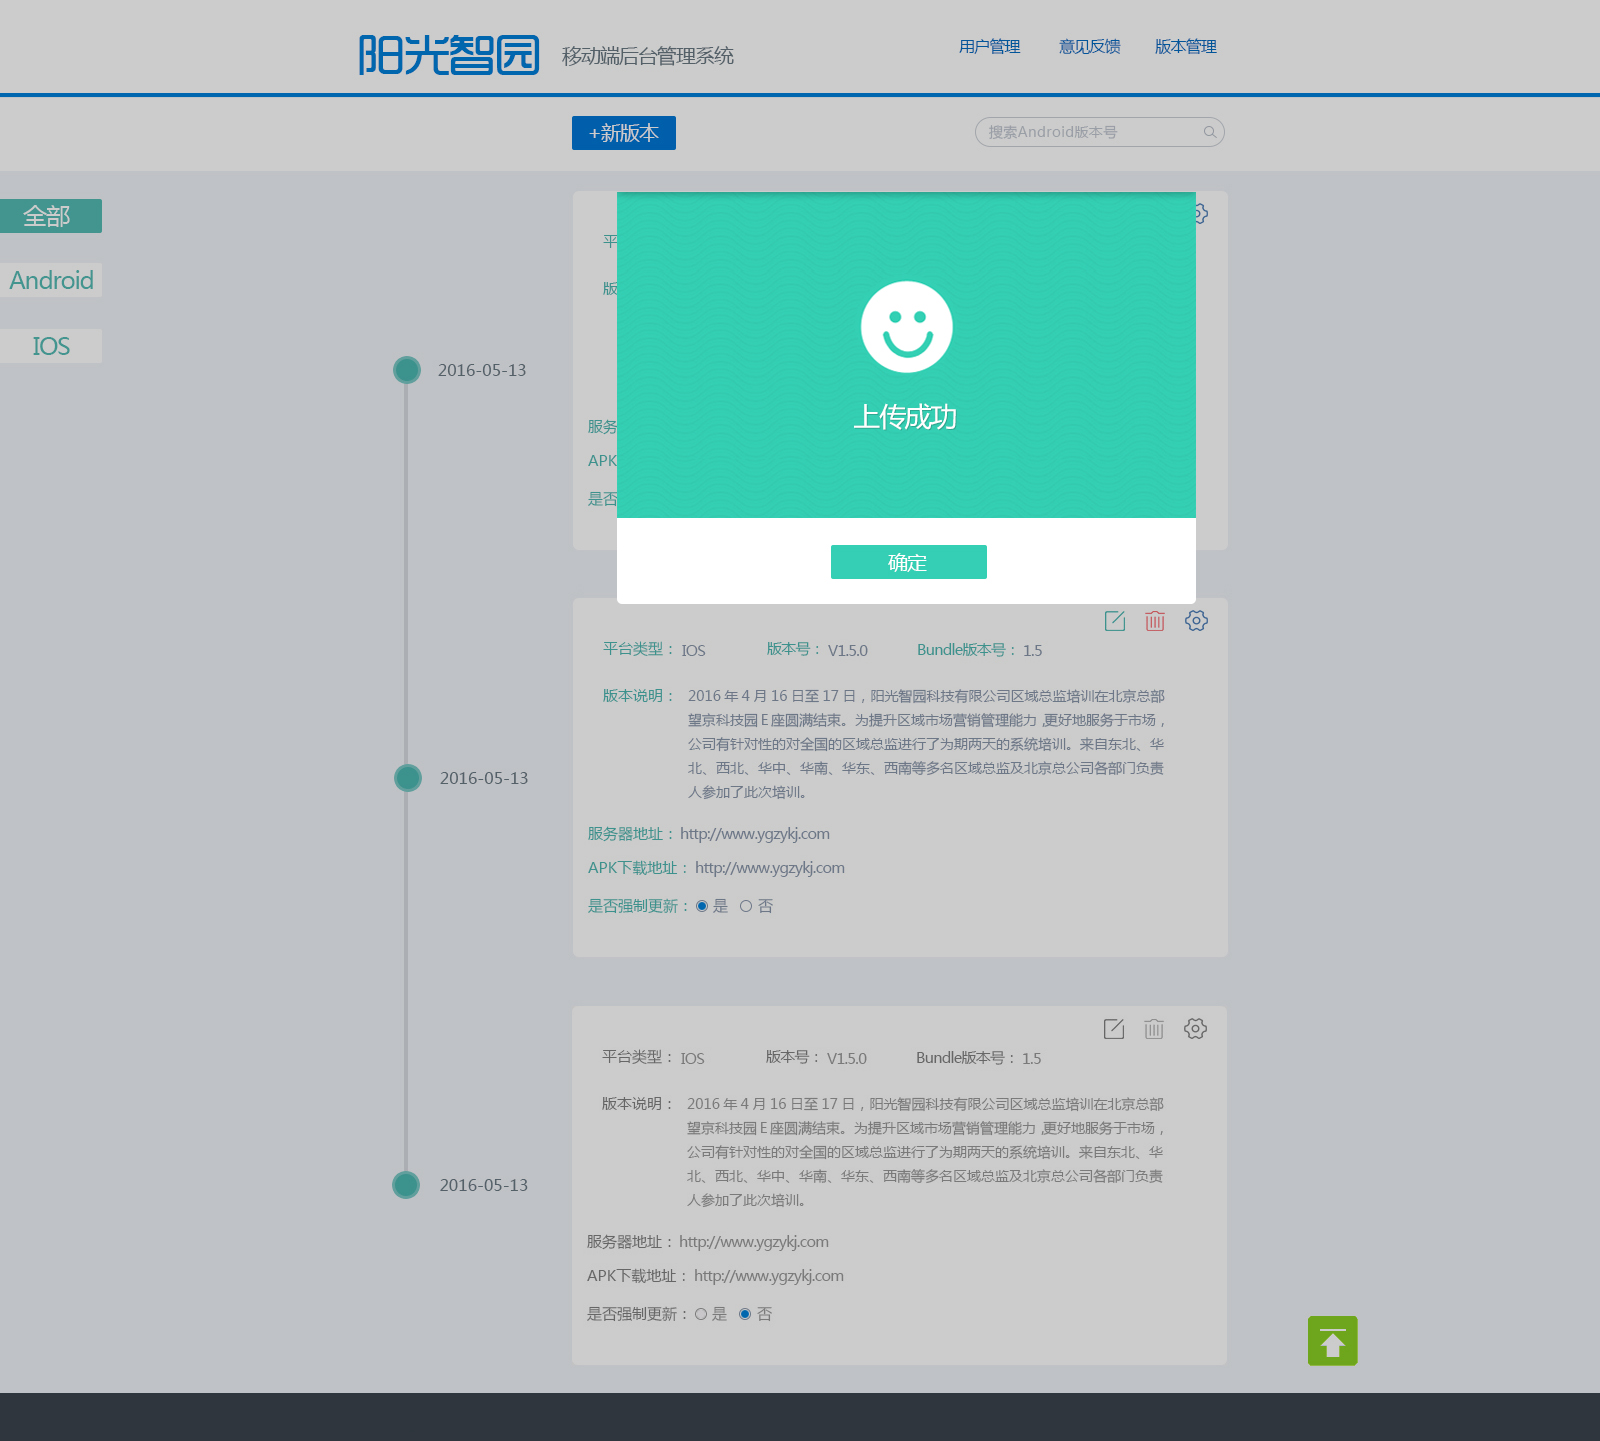 阳光智园 移动端后台管理系统 用户管理 意见反馈 版本管理
+新版本 搜索Android版本号
全部
Android
IOS
平
版
2016-05-13
服务
APK
是否
上传成功
确定
平台类型： IOS 版本号： V1.5.0 Bundle版本号： 1.5
版本说明： 2016 年 4 月 16 日至 17 日，阳光智园科技有限公司区域总监培训在北京总部
望京科技园 E 座圆满结束。为提升区域市场营销管理能力 ,更好地服务于市场，
公司有针对性的对全国的区域总监进行了为期两天的系统培训。来自东北、华
2016-05-13
北、西北、华中、华南、华东、西南等多名区域总监及北京总公司各部门负责
人参加了此次培训。
服务器地址： http://www.ygzykj.com
APK下载地址： http://www.ygzykj.com
是否强制更新： 是 否
平台类型： IOS 版本号： V1.5.0 Bundle版本号： 1.5
版本说明： 2016 年 4 月 16 日至 17 日，阳光智园科技有限公司区域总监培训在北京总部
望京科技园 E 座圆满结束。为提升区域市场营销管理能力 ,更好地服务于市场，
公司有针对性的对全国的区域总监进行了为期两天的系统培训。来自东北、华
北、西北、华中、华南、华东、西南等多名区域总监及北京总公司各部门负责
2016-05-13
人参加了此次培训。
服务器地址： http://www.ygzykj.com
APK下载地址： http://www.ygzykj.com
是否强制更新： 是 否